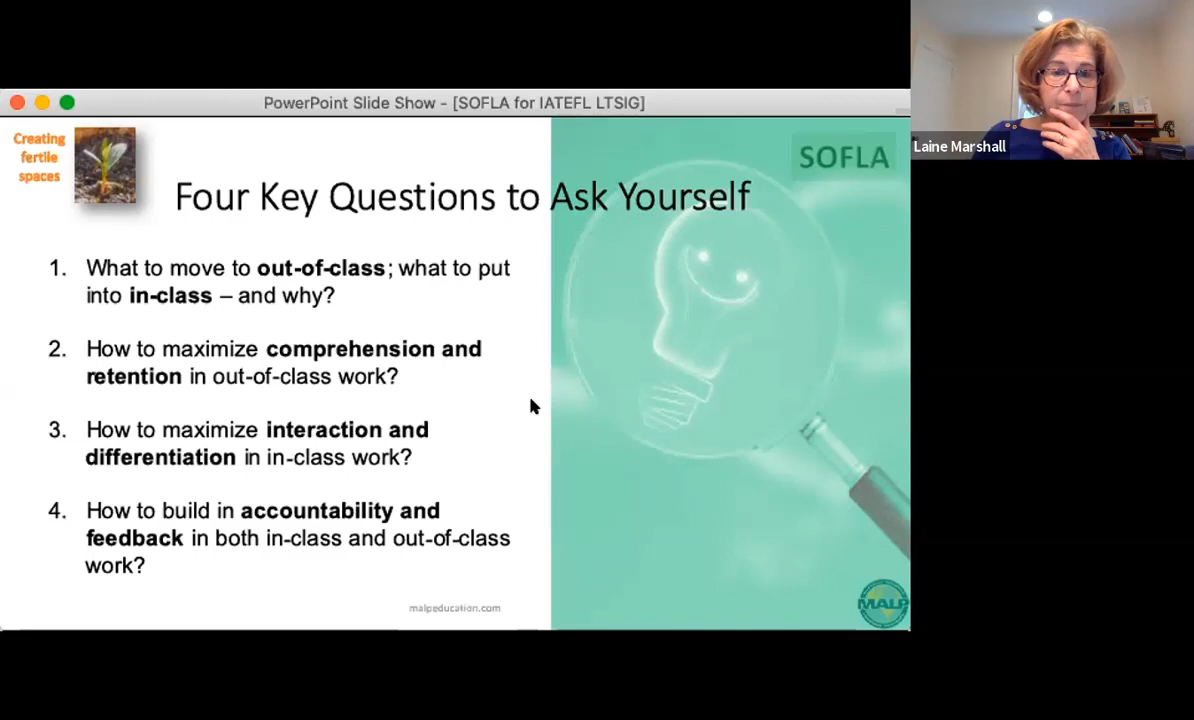 PowerPoint Slide Show - [SOFLA for IATEFL LTSIG]
Laine Marshall
Creating
fertile
spaces
SOFLA
Four Key Questions to Ask Yourself
1. What to move to out-of-class; what to put
into in-class – and why?
2. How to maximize comprehension and
retention in out-of-class work?
3. How to maximize interaction and
differentiation in in-class work?
4. How to build in accountability and
feedback in both in-class and out-of-class
work?
malpeducation.com
MALP